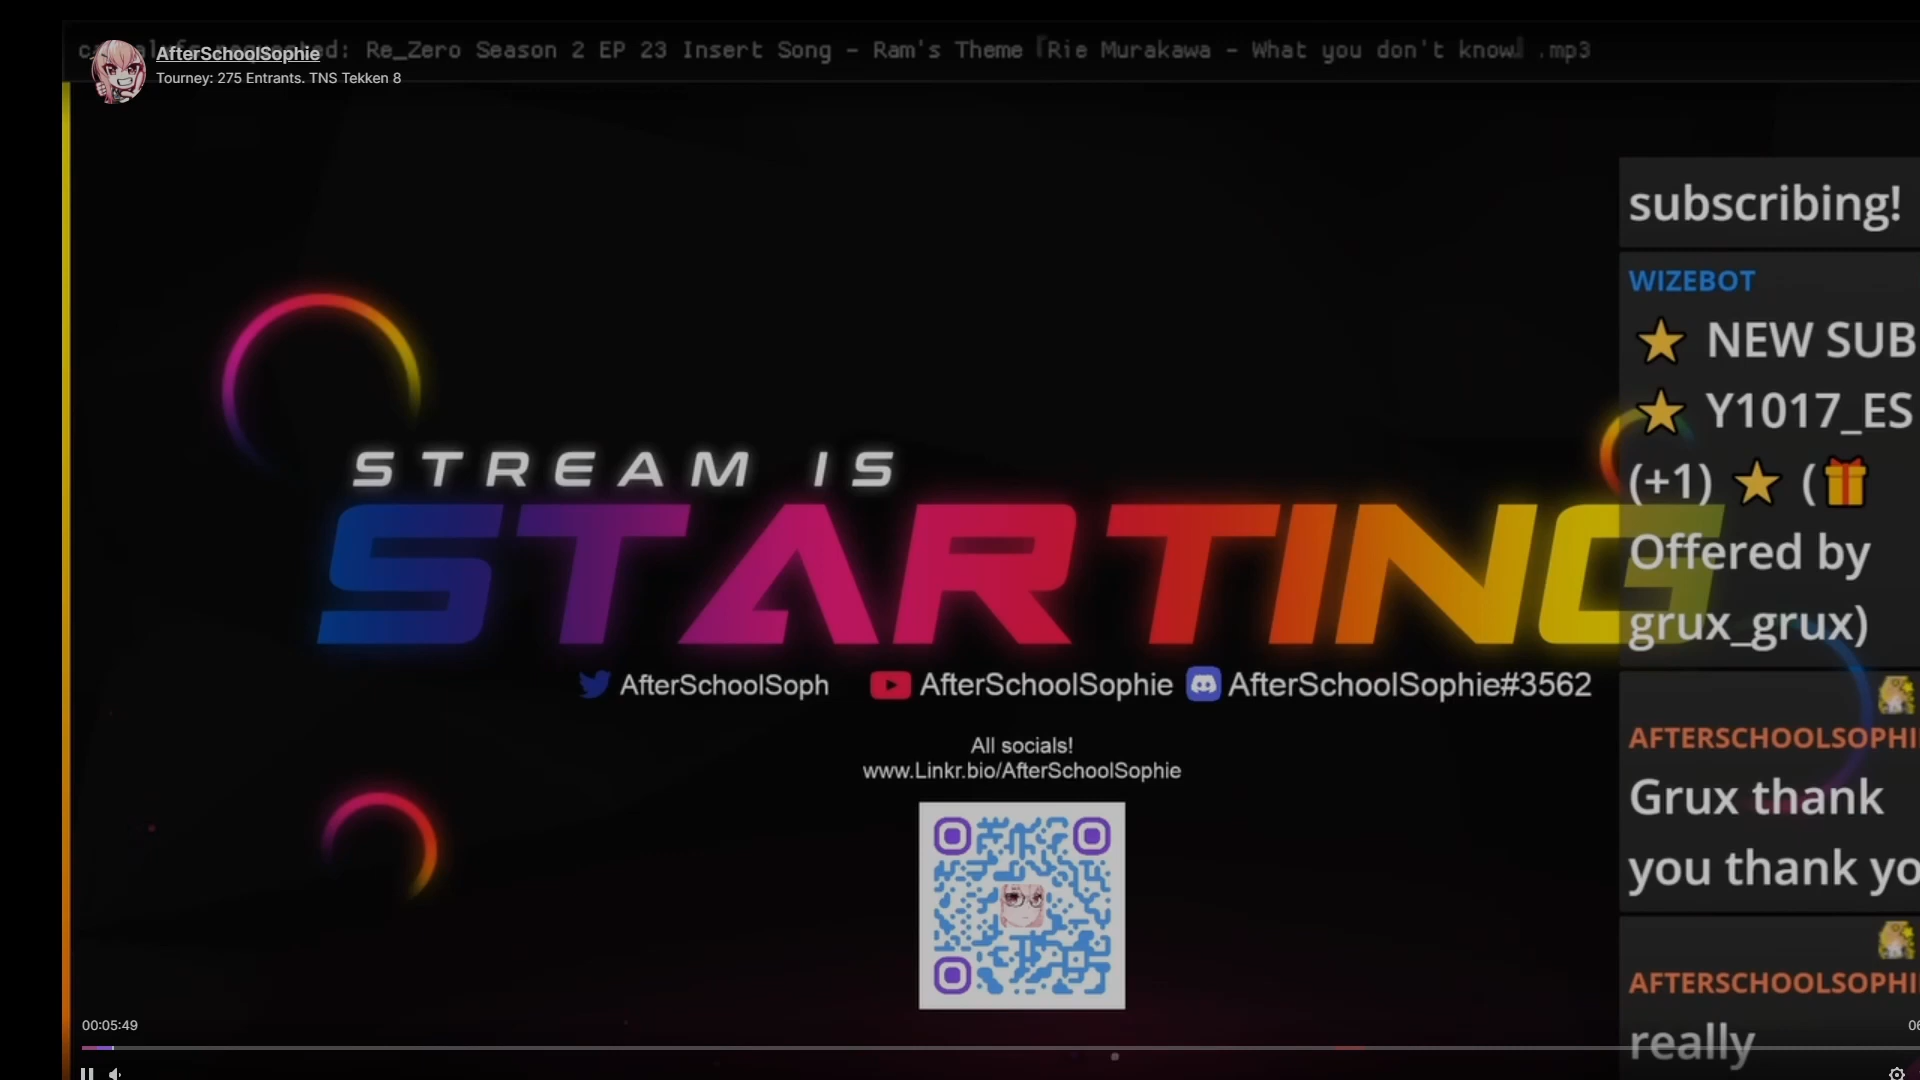 requested: Re_Zero Season 2 EP 23 Insert Song - Ram's Theme『Rie Murakawa - What you don't know』.mp3
AfterSchoolSophie
Tourney: 275 Entrants. TNS Tekken 8
subscribing!
WIZEBOT
NEW SUB
Y1017_ES
(+1) (
Offered by
grux_grux)
STREAM IS
STARTING
AfterSchoolSoph AfterSchoolSophie AfterSchoolSophie#3562
AFTERSCHOOLSOPHI
Grux thank
you thank yo
All socials!
www.Linkr.bio/AfterSchoolSophie
AFTERSCHOOLSOPHI
really
00:05:49
06